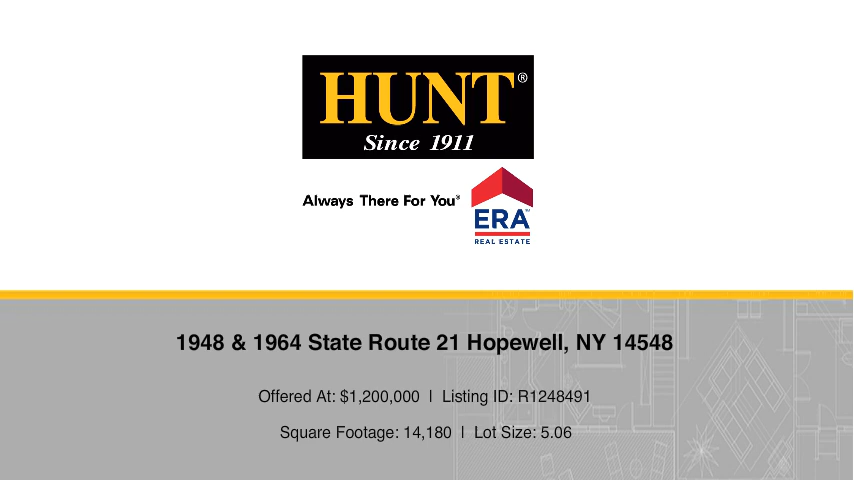 HUNT®
Since 1911
Always There For You®
ERA™
REAL ESTATE
1948 & 1964 State Route 21 Hopewell, NY 14548
Offered At: $1,200,000 | Listing ID: R1248491
Square Footage: 14,180 | Lot Size: 5.06